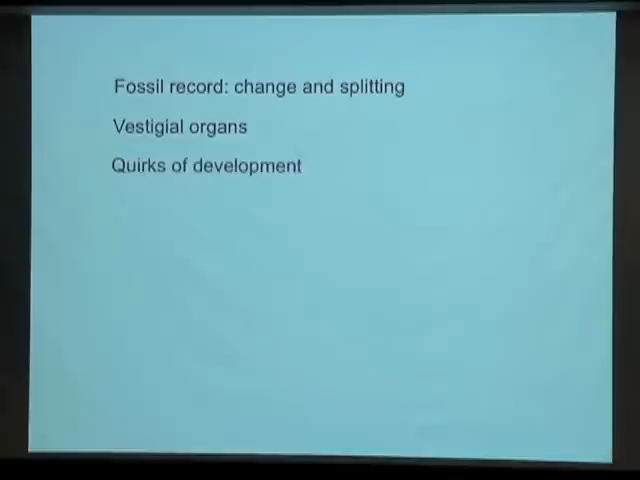 Fossil record: change and splitting
Vestigial organs
Quirks of development